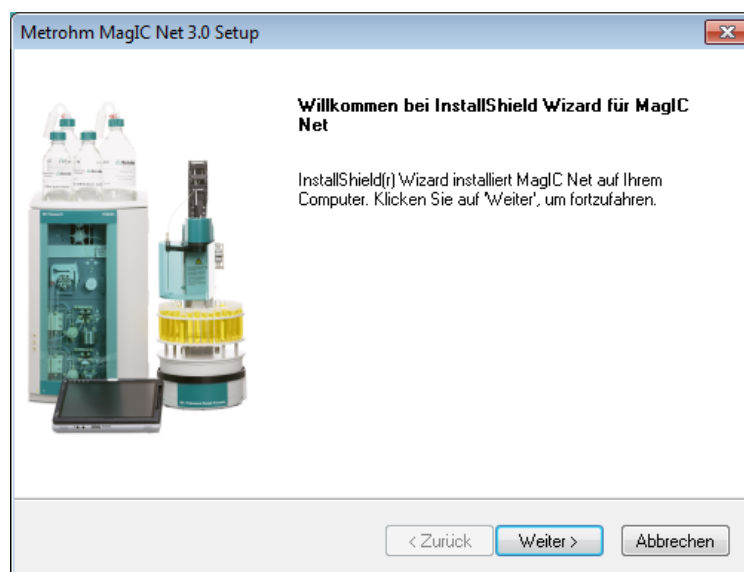 Metrohm MagIC Net 3.0 Setup
Willkommen bei InstallShield Wizard für MagIC
Net
InstallShield(r) Wizard installiert MagIC Net auf Ihrem
Computer. Klicken Sie auf 'Weiter', um fortzufahren.
< Zurück
Weiter >
Abbrechen